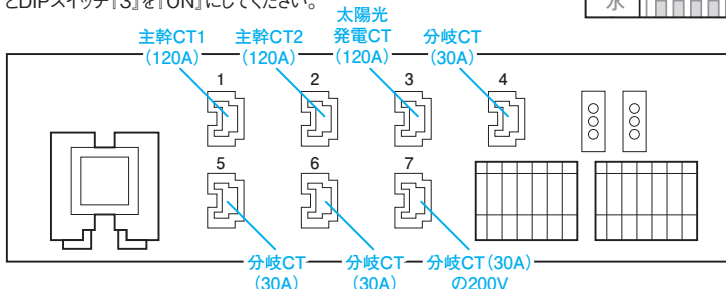 とDIPスイッチ『3』を『ON』にしてください。
水
主幹CT1
(120A)
主幹CT2
(120A)
太陽光
発電CT
(120A)
分岐CT
(30A)
1
2
3
4
5
6
7
分岐CT
(30A)
分岐CT
(30A)
分岐CT(30A)
の200V